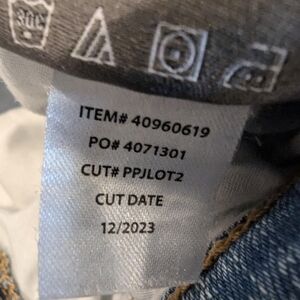 ITEM# 40960619
PO# 4071301
CUT# PPJLOT2
CUT DATE
12/2023